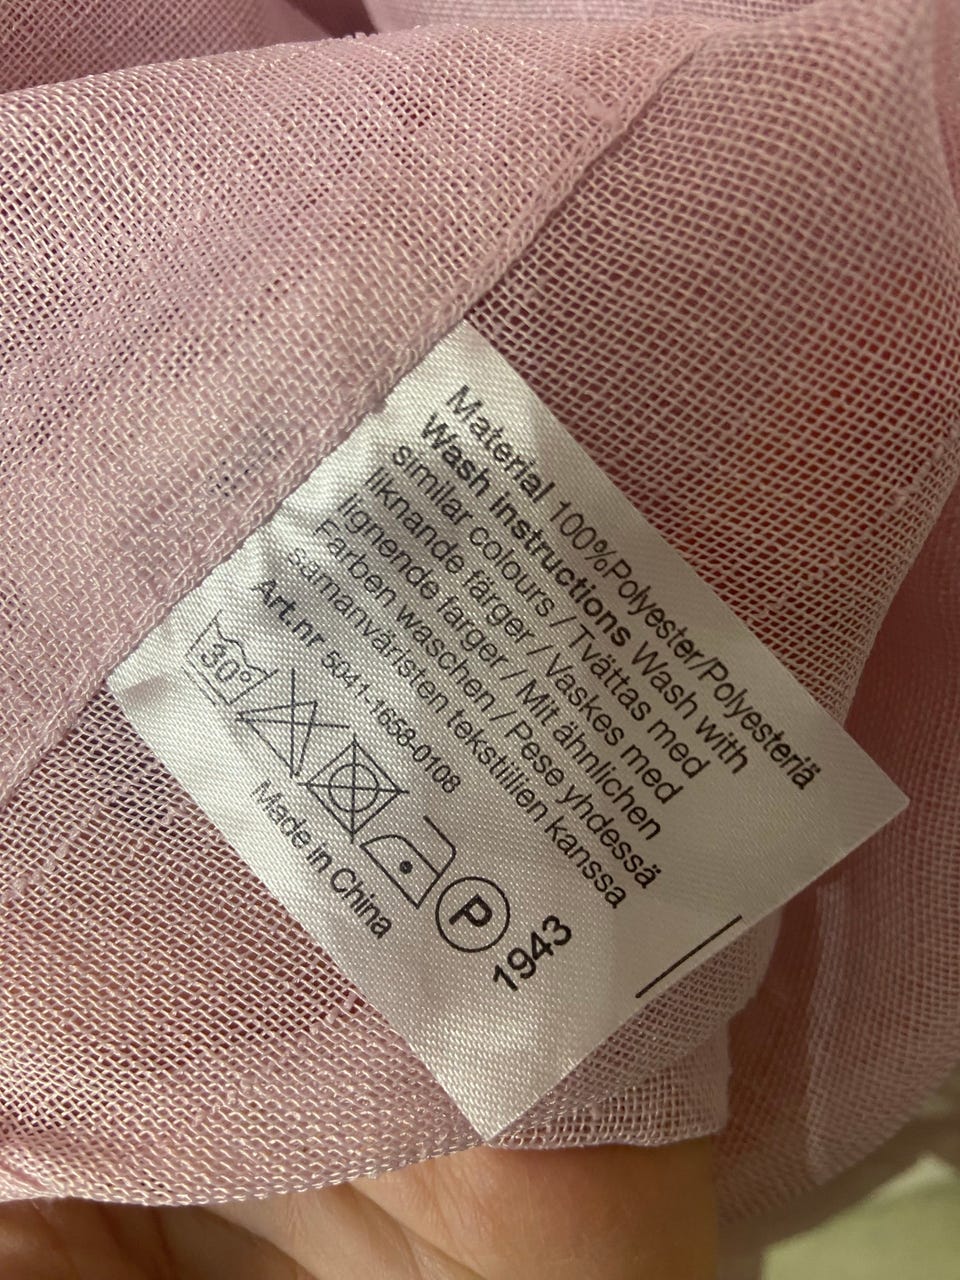 Material 100%Polyester/Polyesteriä
Wash instructions Wash with
similar colours / Tvättas med
liknande färger / Vaskes med
lignende farger / Mit ähnlichen
Farben waschen / Pese yhdessä
samanväristen tekstiilien kanssa
Art.nr 5041-1658-0108
30° P
Made in China
1943